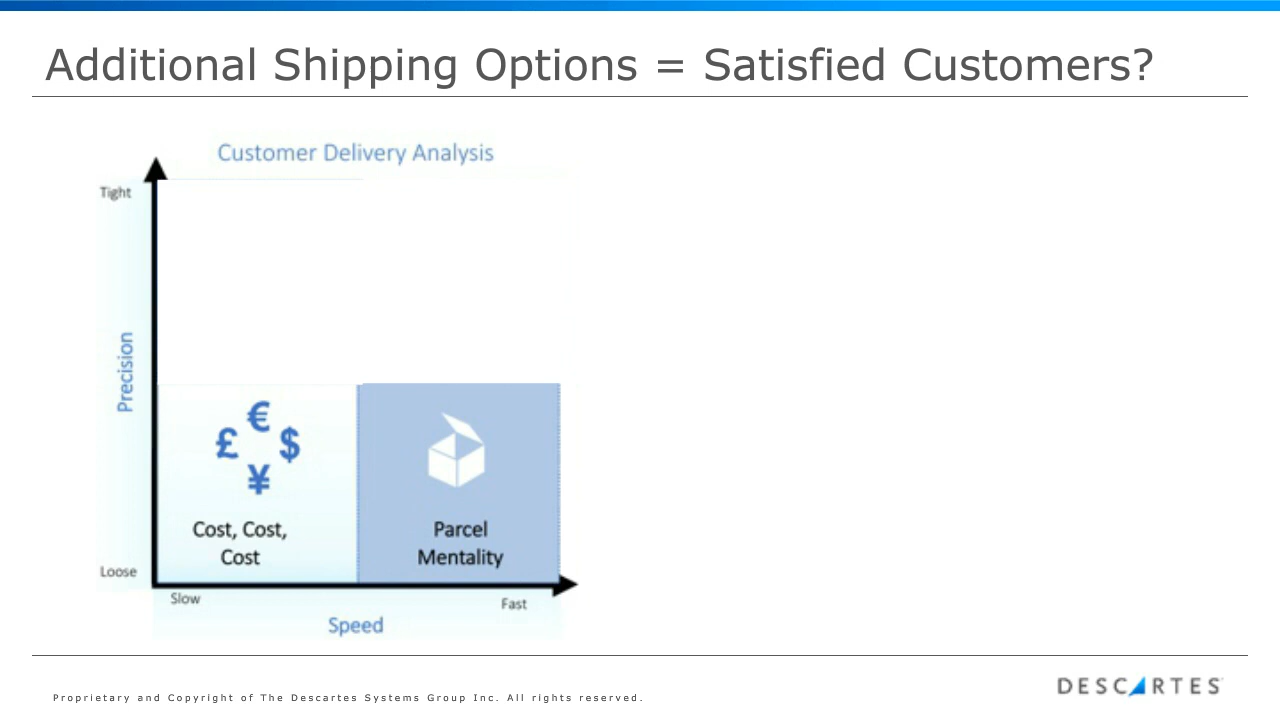 Additional Shipping Options = Satisfied Customers?
Customer Delivery Analysis
Tight
Precision
€
£ $
¥
Cost, Cost,
Cost
Parcel
Mentality
Loose
Slow
Fast
Speed
Proprietary and Copyright of The Descartes Systems Group Inc. All rights reserved.
DESCARTES